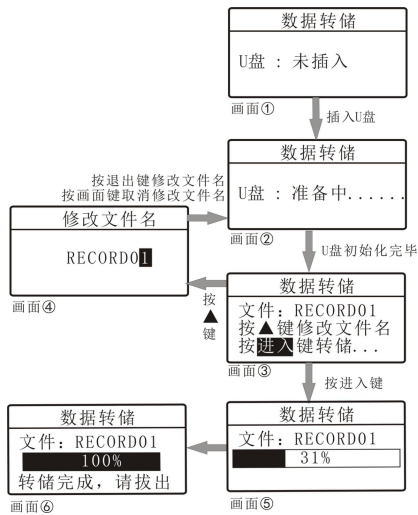 数据转储
U盘 : 未插入
画面①
插入U盘
数据转储
U盘 : 准备中......
画面②
按退出键修改文件名
按画面键取消修改文件名
修改文件名
RECORD01
画面④
U盘初始化完毕
数据转储
文件: RECORD01
按▲键修改文件名
按进入键转储...
画面③
按
▲
键
按进入键
数据转储
文件: RECORD01
31%
画面⑤
数据转储
文件: RECORD01
100%
转储完成，请拔出
画面⑥